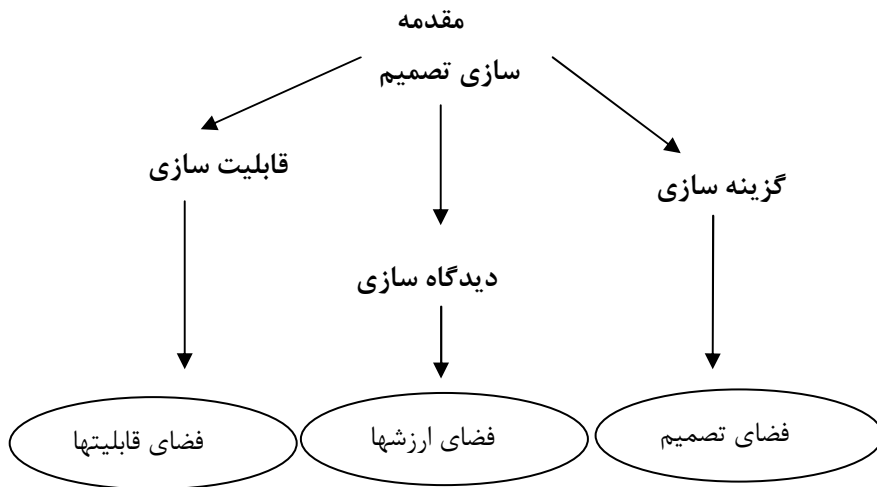 مقدمه
سازی تصمیم
گزینه سازی
قابلیت سازی
دیدگاه سازی
فضای تصمیم
فضای ارزشها
فضای قابلیتها